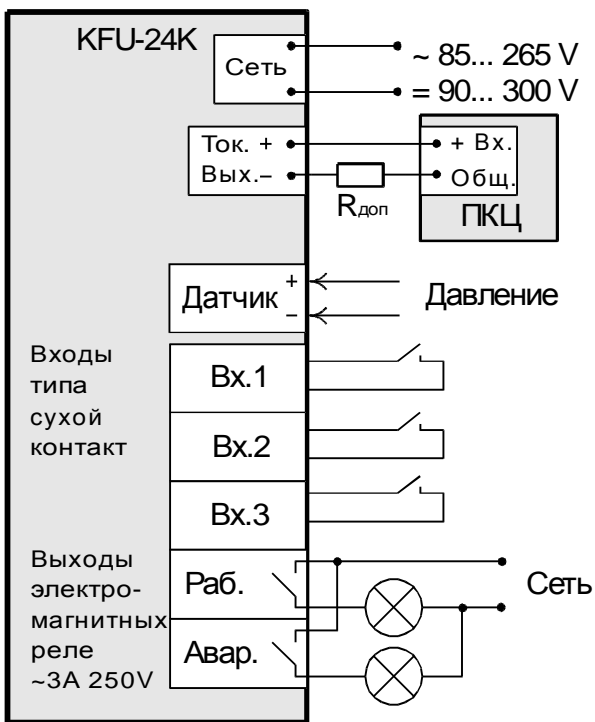 KFU-24К
Сеть
~ 85... 265 V
= 90... 300 V
Ток. +
Вых.–
+ Вх.
Общ.
Rдоп
ПКЦ
Датчик
+
–
Давление
Входы
типа
сухой
контакт
Вх.1
Вх.2
Вх.3
Выходы
электро-
магнитных
реле
~3А 250V
Раб.
Авар.
Сеть